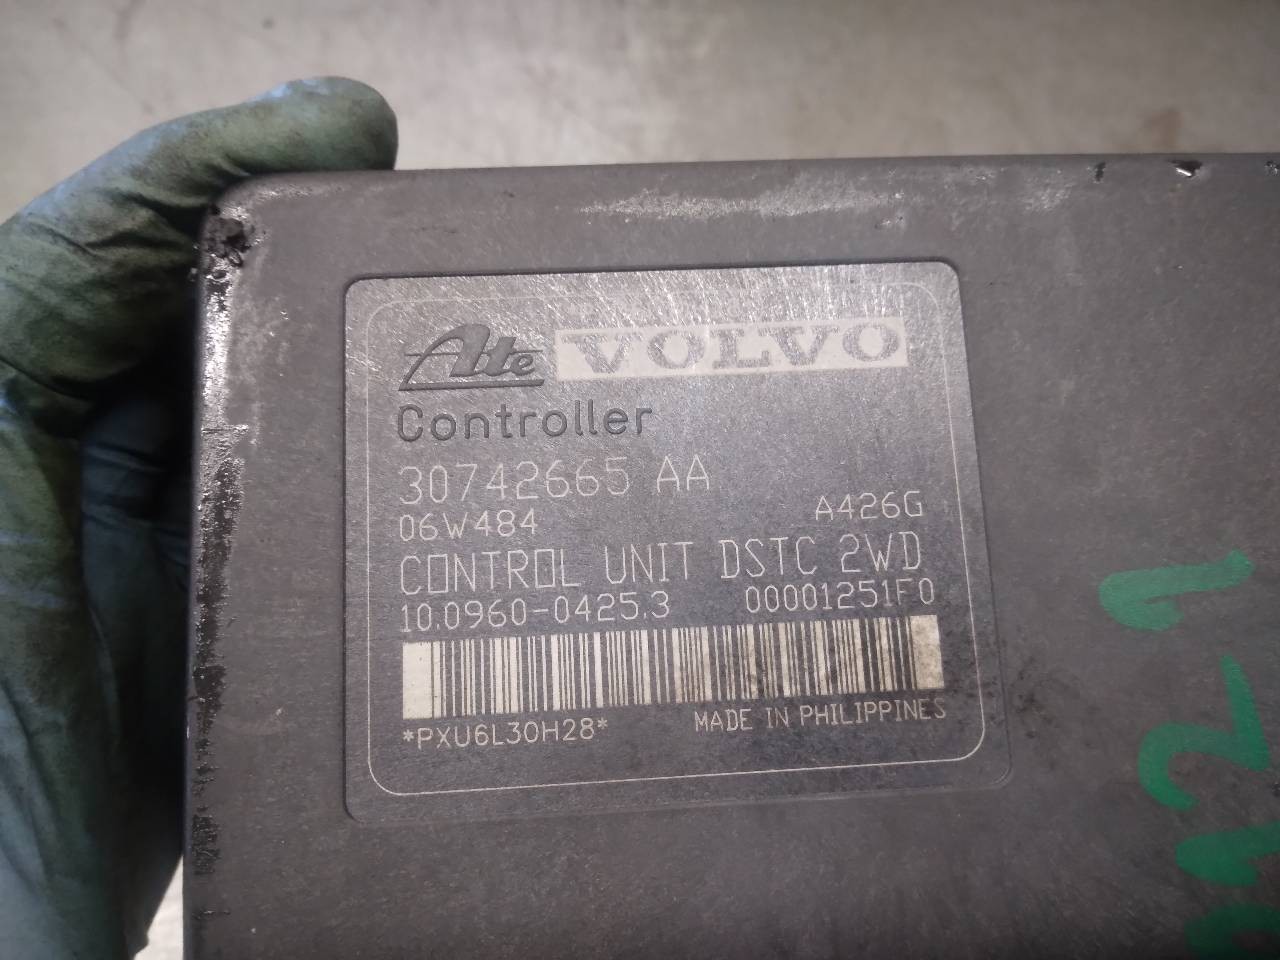 Ate VOLVO
Controller
30742665 AA
06W484 A426G
CONTROL UNIT DSTC 2WD
10.0960-0425.3 00001251F0
*PXU6L30H28* MADE IN PHILIPPINES